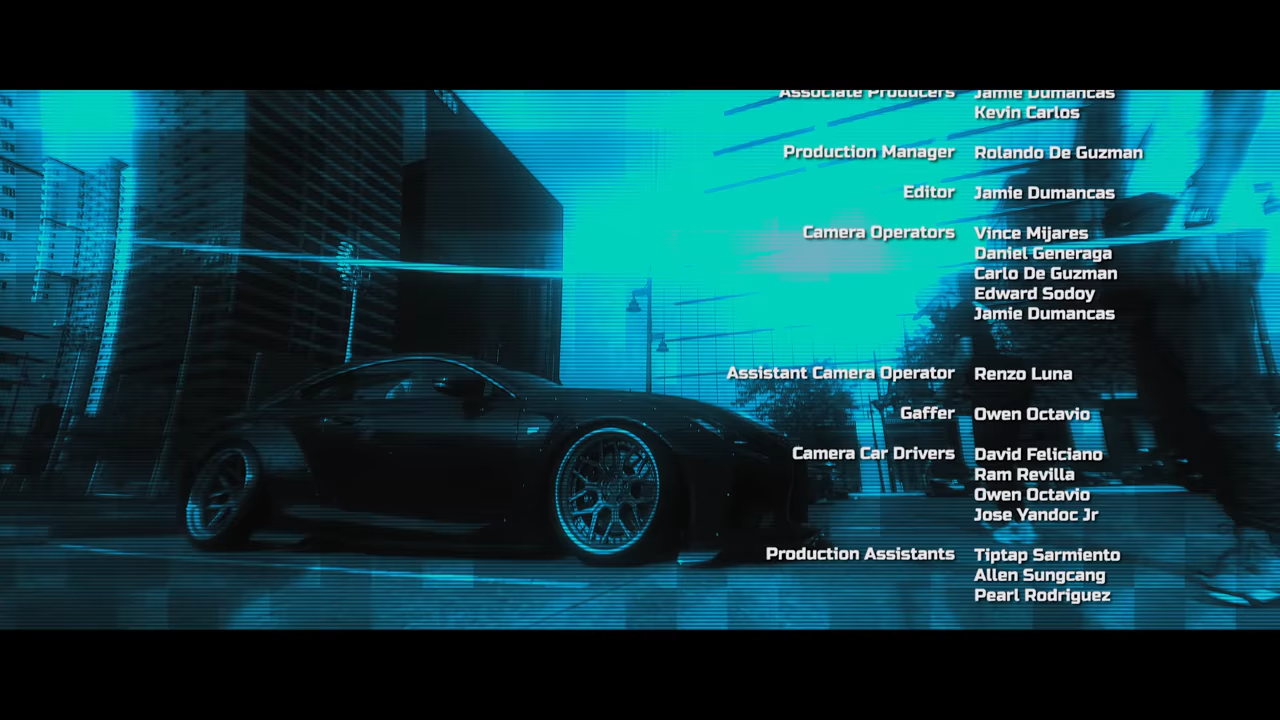 Associate Producers Jamie Dumancas
Kevin Carlos
Production Manager Rolando De Guzman
Editor Jamie Dumancas
Camera Operators Vince Mijares
Daniel Generaga
Carlo De Guzman
Edward Sodoy
Jamie Dumancas
Assistant Camera Operator Renzo Luna
Gaffer Owen Octavio
Camera Car Drivers David Feliciano
Ram Revilla
Owen Octavio
Jose Yandoc Jr
Production Assistants Tiptap Sarmiento
Allen Sungcang
Pearl Rodriguez